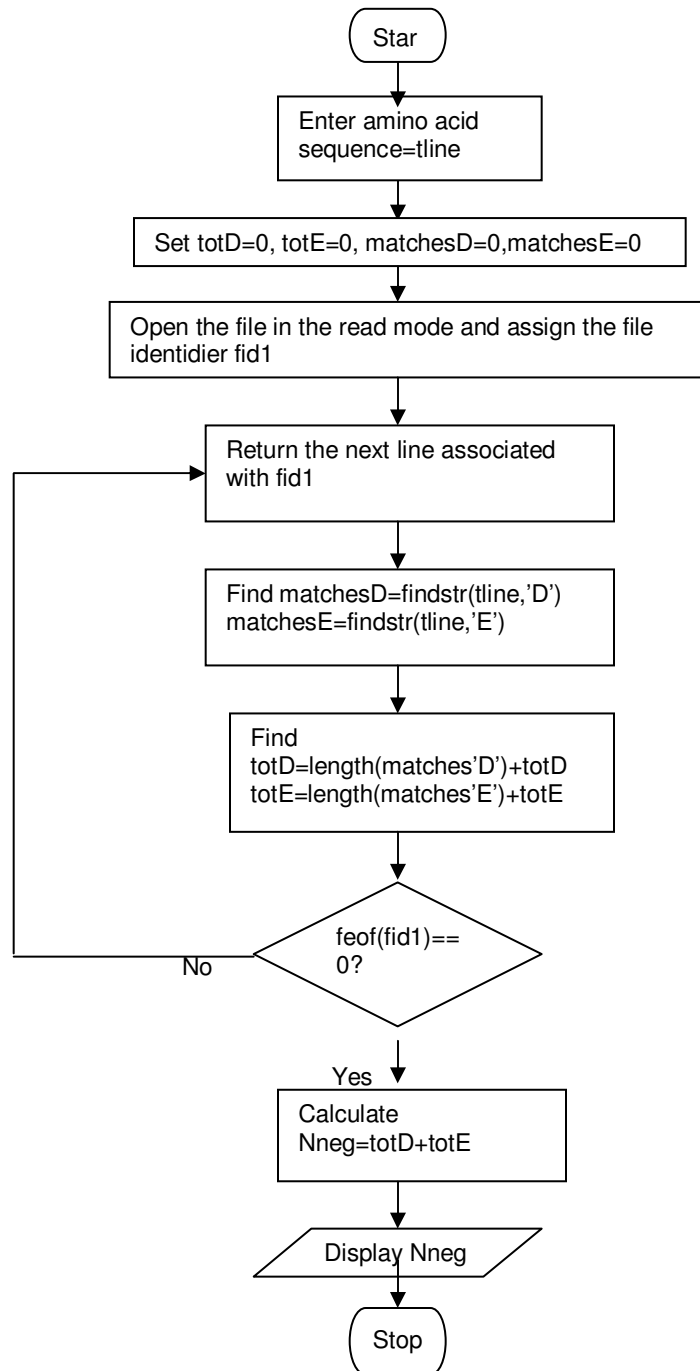 Star
Enter amino acid
sequence=tline
Set totD=0, totE=0, matchesD=0,matchesE=0
Open the file in the read mode and assign the file
identidier fid1
Return the next line associated
with fid1
Find matchesD=findstr(tline,’D’)
matchesE=findstr(tline,’E’)
Find
totD=length(matches’D’)+totD
totE=length(matches’E’)+totE
feof(fid1)==
0?
No
Yes
Calculate
Nneg=totD+totE
Display Nneg
Stop